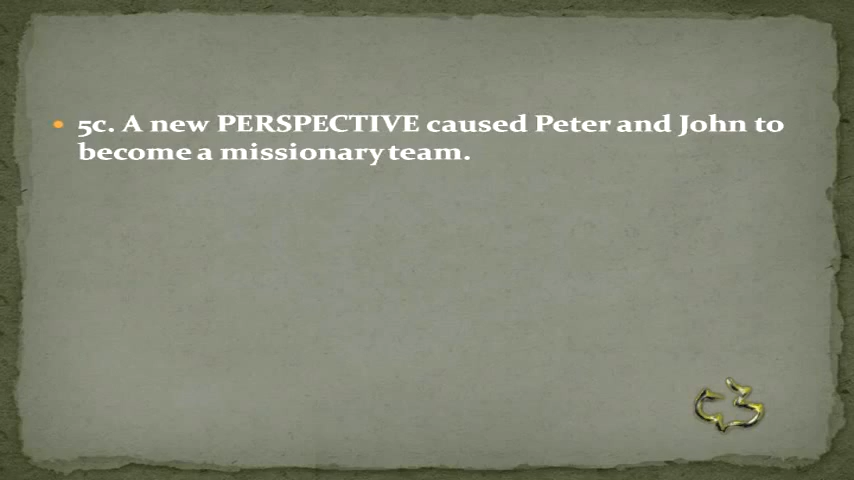 • 5c. A new PERSPECTIVE caused Peter and John to
become a missionary team.